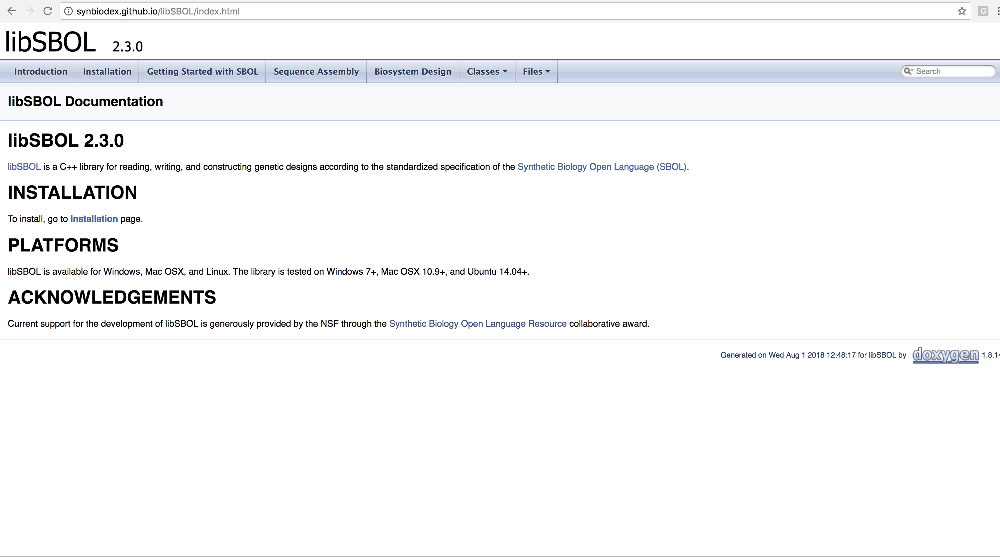 synbiodex.github.io/libSBOL/index.html
G
libSBOL 2.3.0
Introduction Installation Getting Started with SBOL Sequence Assembly Biosystem Design Classes Files Search
libSBOL Documentation
libSBOL 2.3.0
libSBOL is a C++ library for reading, writing, and constructing genetic designs according to the standardized specification of the Synthetic Biology Open Language (SBOL).
INSTALLATION
To install, go to Installation page.
PLATFORMS
libSBOL is available for Windows, Mac OSX, and Linux. The library is tested on Windows 7+, Mac OSX 10.9+, and Ubuntu 14.04+.
ACKNOWLEDGEMENTS
Current support for the development of libSBOL is generously provided by the NSF through the Synthetic Biology Open Language Resource collaborative award.
Generated on Wed Aug 1 2018 12:48:17 for libSBOL by doxygen 1.8.14